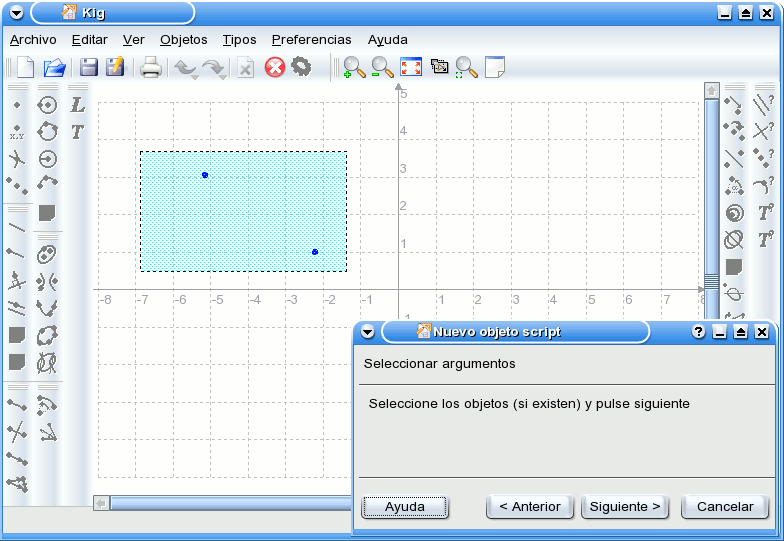 Kig
Archivo Editar Ver Objetos Tipos Preferencias Ayuda
L
x,y T
5
4
3
2
1
-8 -7 -6 -5 -4 -3 -2 -1 1 2 3 4 5 6 7
Nuevo objeto script
Seleccionar argumentos
Seleccione los objetos (si existen) y pulse siguiente
Ayuda < Anterior Siguiente > Cancelar